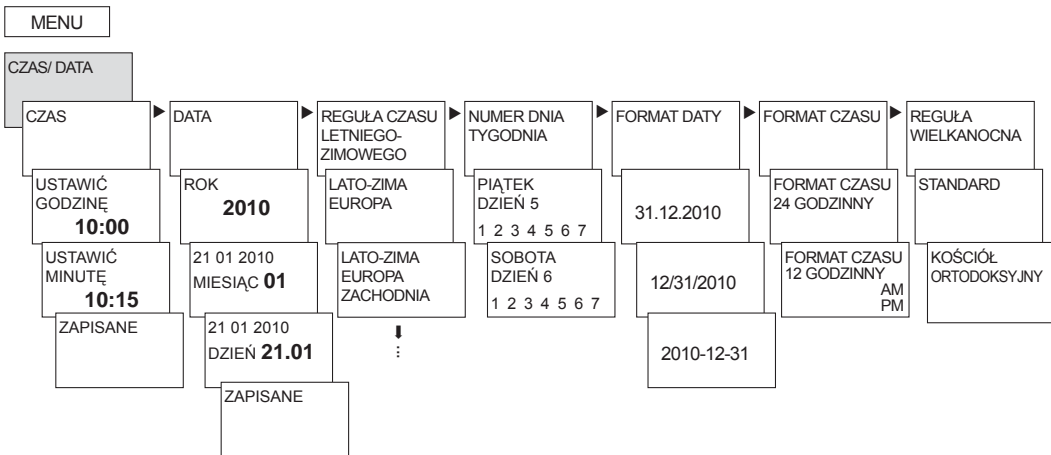 MENU
CZAS/ DATA
CZAS
USTAWIĆ
GODZINĘ
10:00
USTAWIĆ
MINUTĘ
10:15
ZAPISANE
DATA
ROK
2010
21 01 2010
MIESIĄC 01
21 01 2010
DZIEŃ 21.01
ZAPISANE
REGUŁA CZASU
LETNIEGO-
ZIMOWEGO
LATO-ZIMA
EUROPA
LATO-ZIMA
EUROPA
ZACHODNIA
NUMER DNIA
TYGODNIA
PIĄTEK
DZIEŃ 5
1 2 3 4 5 6 7
SOBOTA
DZIEŃ 6
1 2 3 4 5 6 7
FORMAT DATY
31.12.2010
12/31/2010
2010-12-31
FORMAT CZASU
FORMAT CZASU
24 GODZINNY
FORMAT CZASU
12 GODZINNY
AM
PM
REGUŁA
WIELKANOCNA
STANDARD
KOŚCIÓŁ
ORTODOKSYJNY